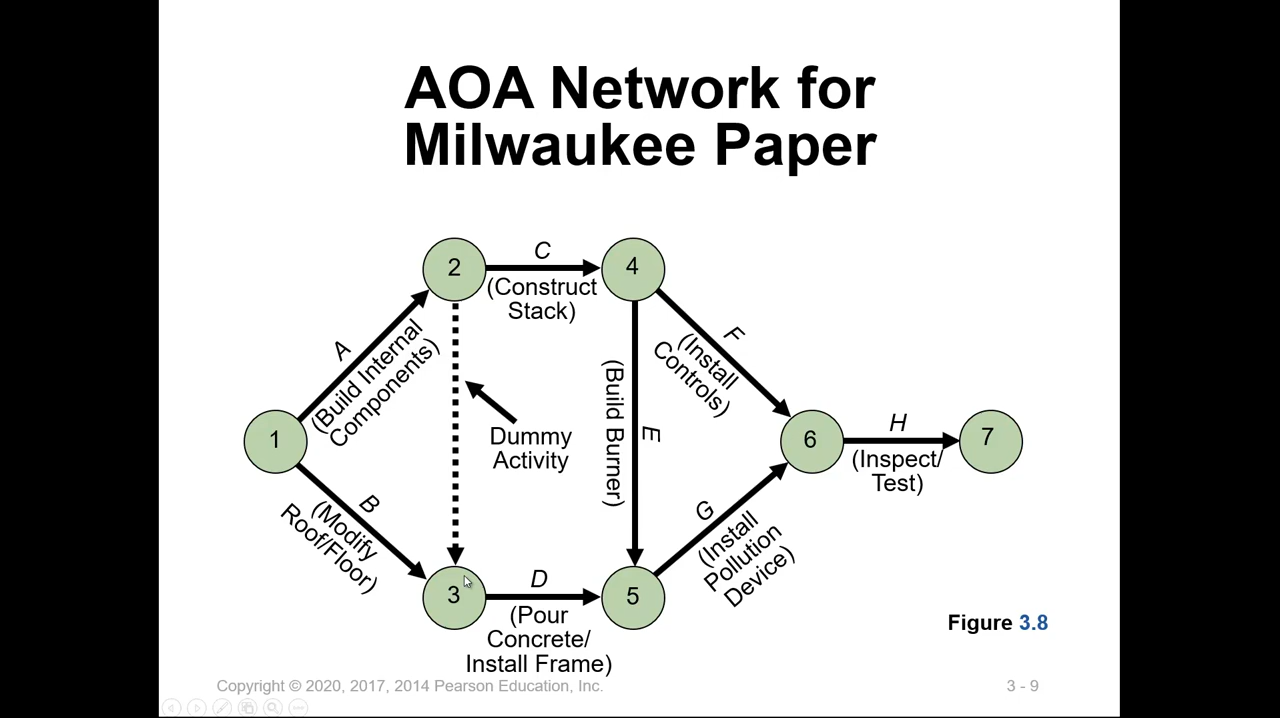 AOA Network for
Milwaukee Paper
2
C
(Construct
Stack)
4
A
(Build Internal
Components)
F
(Install
Controls)
(Build Burner)
E
Dummy
Activity
1
6
H
(Inspect/
Test)
7
B
(Modify
Roof/Floor)
G
(Install
Pollution
Device)
3
D
(Pour
Concrete/
Install Frame)
5
Figure 3.8
Copyright © 2020, 2017, 2014 Pearson Education, Inc.
3 - 9